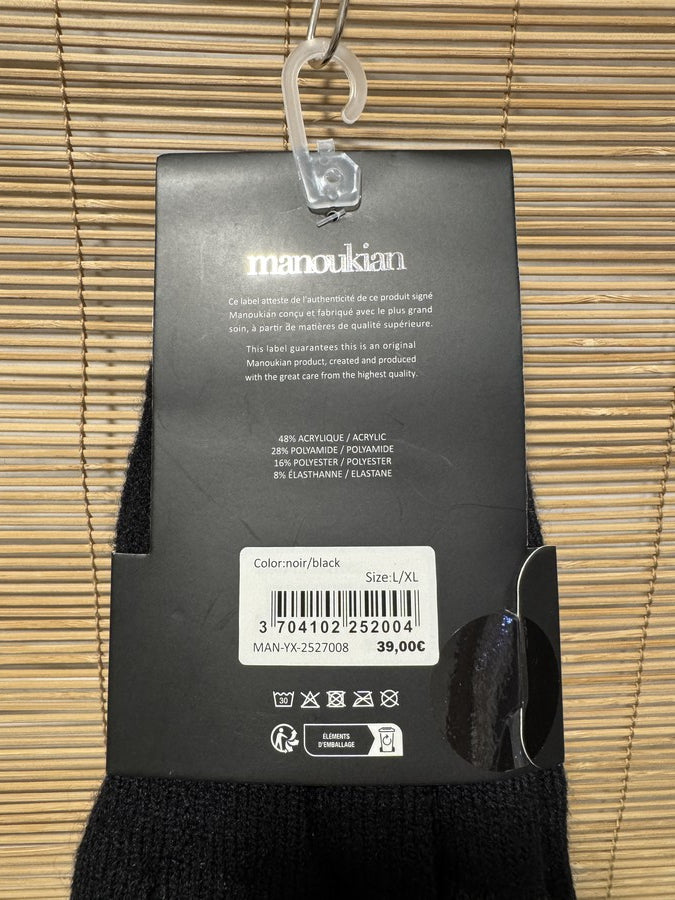 manoukian
Ce label atteste de l'authenticité de ce produit signé
Manoukian conçu et fabriqué avec le plus grand
soin, à partir de matières de qualité supérieure.
This label guarantees this is an original
Manoukian product, created and produced
with the great care from the highest quality.
48% ACRYLIQUE / ACRYLIC
28% POLYAMIDE / POLYAMIDE
16% POLYESTER / POLYESTER
8% ÉLASTHANNE / ELASTANE
Color:noir/black
Size:L/XL
3 704102 252004
MAN-YX-2527008 39,00€
30
ÉLÉMENTS
D'EMBALLAGE